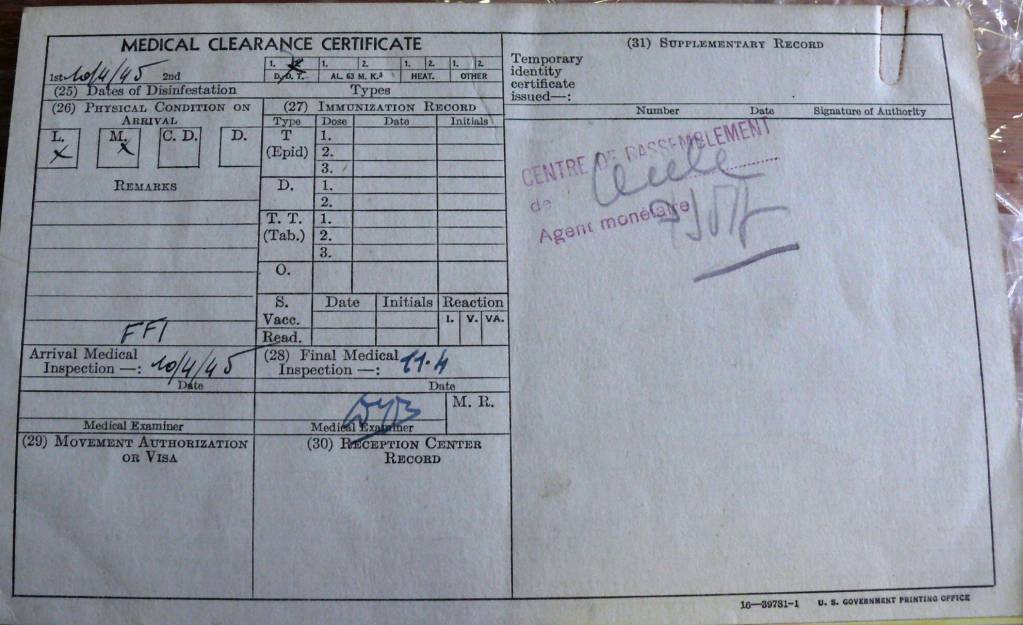 MEDICAL CLEARANCE CERTIFICATE
1st 10/4/45 2nd
1. 2. 1. 2. 1. 2. 1. 2.
D. D. T. AL. 63 M. K.3 HEAT. OTHER
(25) Dates of Disinfestation Types
(26) Physical Condition on Arrival
L. M. C. D. D.
x x
Remarks
FFI
Arrival Medical
Inspection —: 10/4/45
Date
Medical Examiner
(27) Immunization Record
Type Dose Date Initials
T 1.
(Epid) 2.
3.
D. 1.
2.
T. T. 1.
(Tab.) 2.
3.
O.
S. Date Initials Reaction
Vacc. I. V. VA.
Read.
(28) Final Medical
Inspection —: 11.4
Date
M. R.
Medical Examiner
(29) Movement Authorization
or Visa
(30) Reception Center
Record
(31) Supplementary Record
Temporary
identity
certificate
issued—:
Number Date Signature of Authority
CENTRE DE RASSEMBLEMENT
de
Agent monétaire
16—39781-1 U. S. GOVERNMENT PRINTING OFFICE